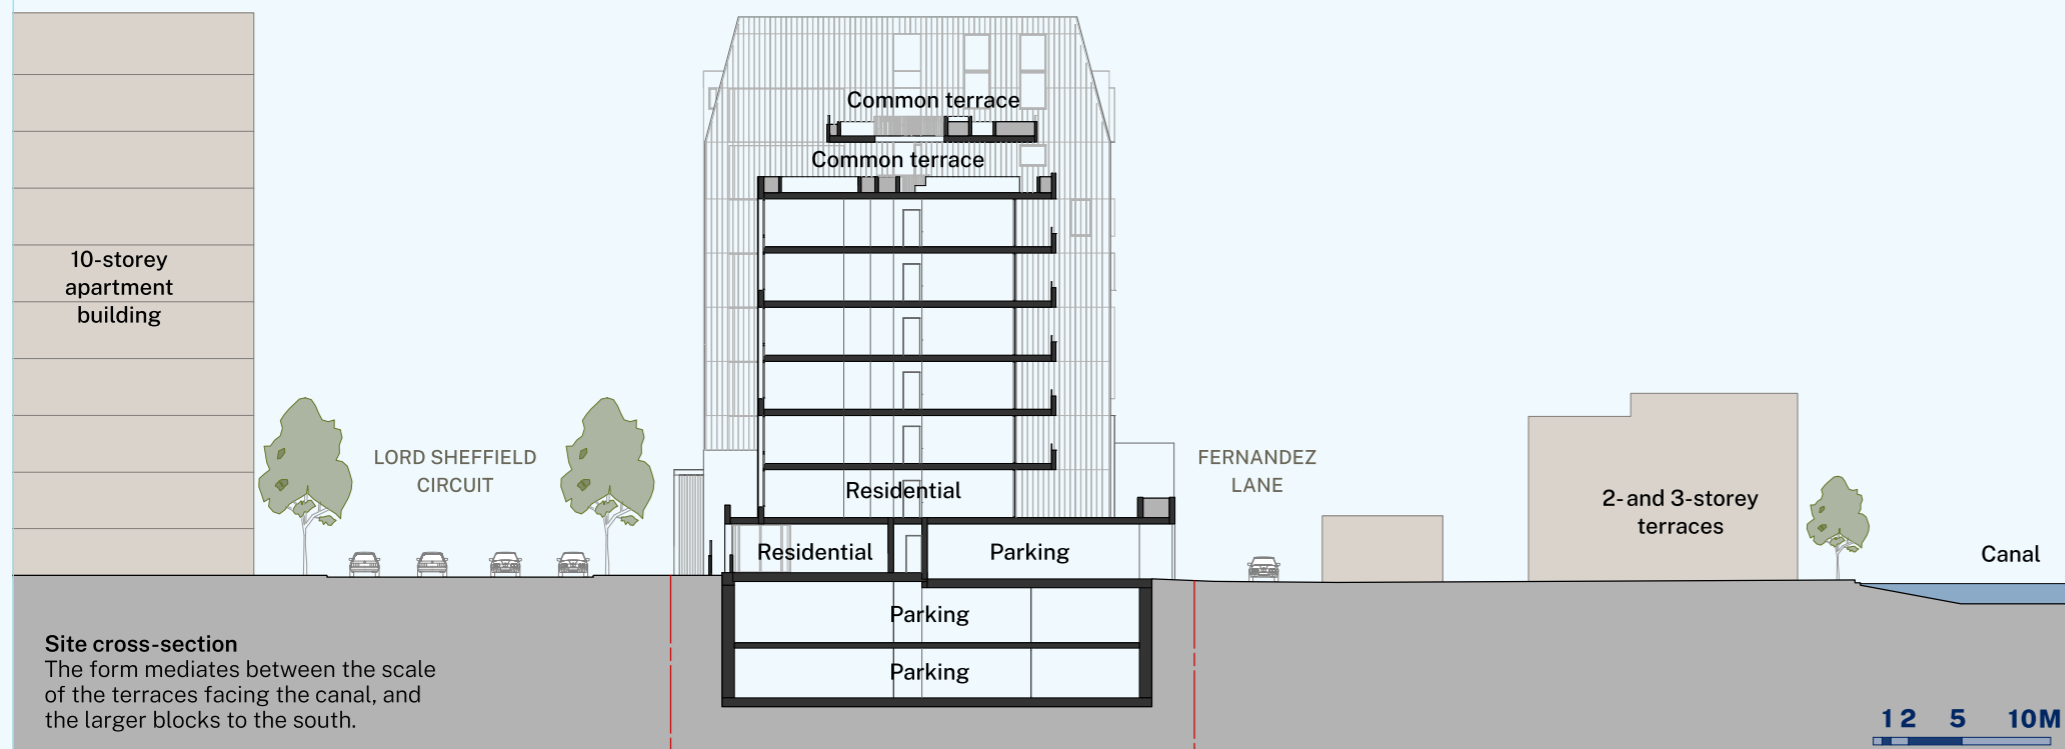 Common terrace
Common terrace
10-storey
apartment
building
LORD SHEFFIELD
CIRCUIT
FERNANDEZ
LANE
Residential
2- and 3-storey
terraces
Residential
Parking
Canal
Parking
Parking
Site cross-section
The form mediates between the scale
of the terraces facing the canal, and
the larger blocks to the south.
1 2 5 10M